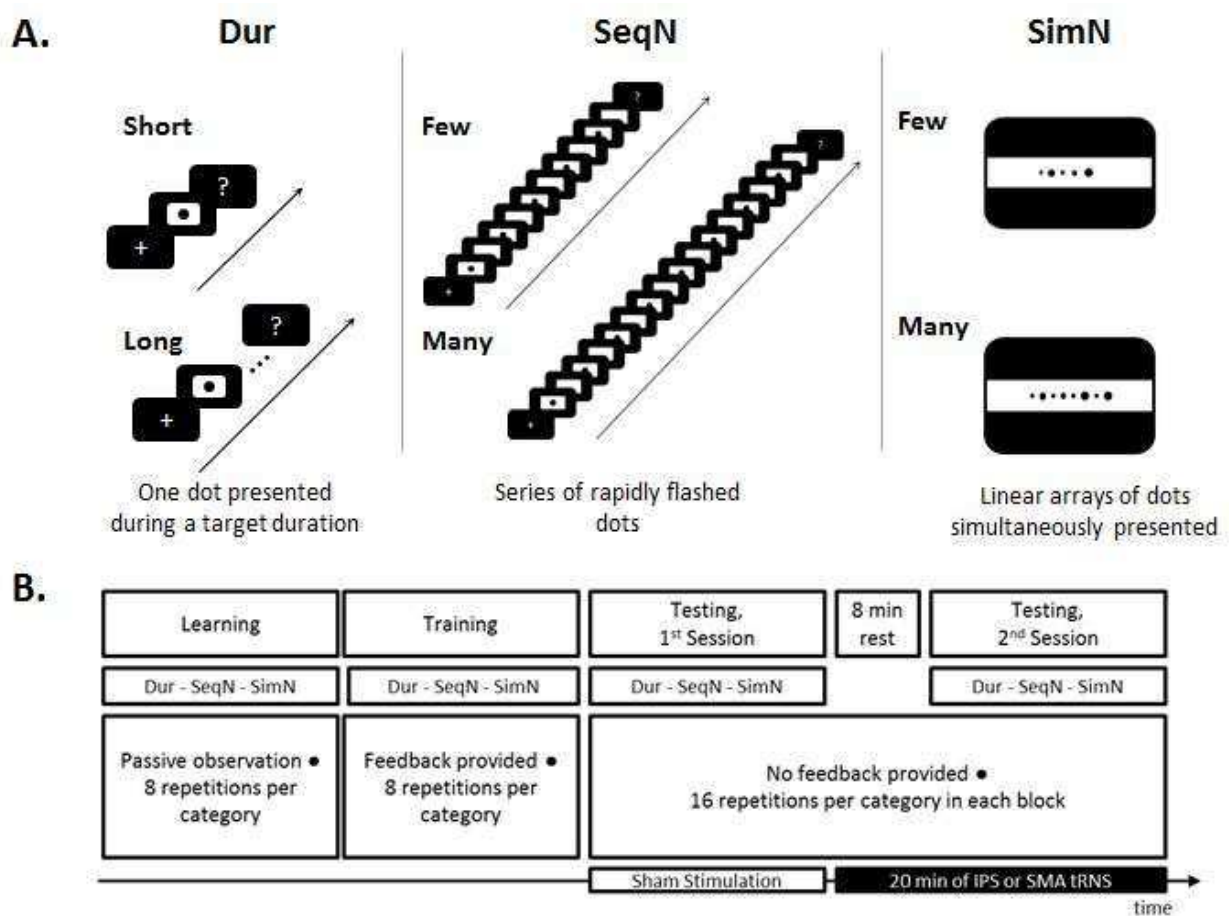 A.
Dur
SeqN
SimN
Short
?
+
Long
?
+
One dot presented
during a target duration
Few
?
+
Many
?
+
Series of rapidly flashed
dots
Few
Many
Linear arrays of dots
simultaneously presented
B.
Learning
Training
Testing,
1st Session
8 min
rest
Testing,
2nd Session
Dur - SeqN - SimN
Dur - SeqN - SimN
Dur - SeqN - SimN
Dur - SeqN - SimN
Passive observation •
8 repetitions per
category
Feedback provided •
8 repetitions per
category
No feedback provided •
16 repetitions per category in each block
Sham Stimulation
20 min of IPS or SMA tRNS
time